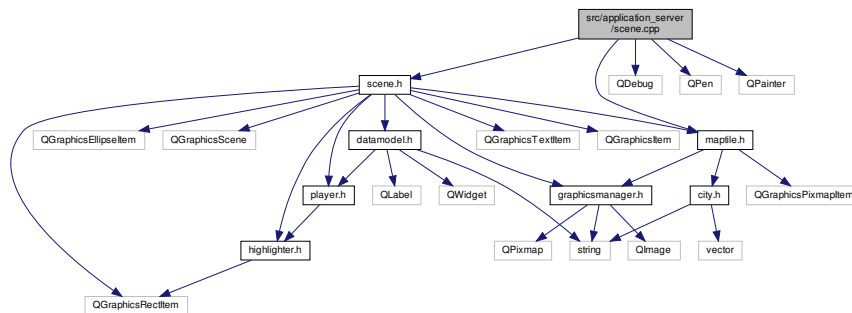 src/application_server
/scene.cpp
scene.h
QDebug
QPen
QPainter
QGraphicsEllipseItem
QGraphicsScene
datamodel.h
QGraphicsTextItem
QGraphicsItem
maptile.h
player.h
QLabel
QWidget
graphicsmanager.h
city.h
QGraphicsPixmapItem
highlighter.h
QPixmap
string
QImage
vector
QGraphicsRectItem